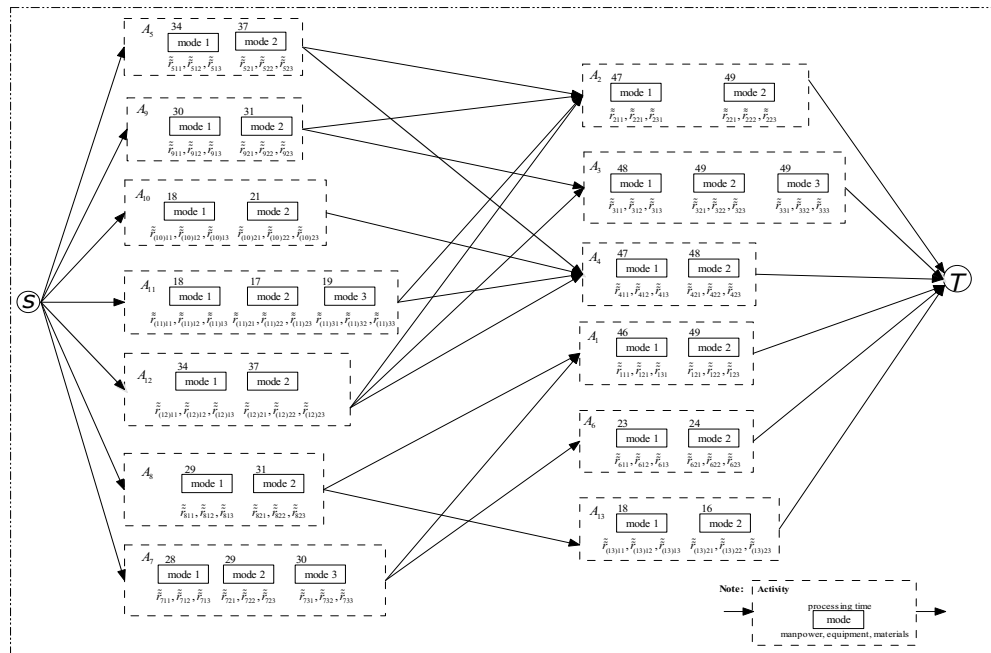 S
A5
34 37
mode 1 mode 2
r̃̃511, r̃̃512, r̃̃513 r̃̃521, r̃̃522, r̃̃523
A9
30 31
mode 1 mode 2
r̃̃911, r̃̃912, r̃̃913 r̃̃921, r̃̃922, r̃̃923
A10
18 21
mode 1 mode 2
r̃̃(10)11, r̃̃(10)12, r̃̃(10)13 r̃̃(10)21, r̃̃(10)22, r̃̃(10)23
A11
18 17 19
mode 1 mode 2 mode 3
r̃̃(11)11, r̃̃(11)12, r̃̃(11)13 r̃̃(11)21, r̃̃(11)22, r̃̃(11)23 r̃̃(11)31, r̃̃(11)32, r̃̃(11)33
A12
34 37
mode 1 mode 2
r̃̃(12)11, r̃̃(12)12, r̃̃(12)13 r̃̃(12)21, r̃̃(12)22, r̃̃(12)23
A8
29 31
mode 1 mode 2
r̃̃811, r̃̃812, r̃̃813 r̃̃821, r̃̃822, r̃̃823
A7
28 29 30
mode 1 mode 2 mode 3
r̃̃711, r̃̃712, r̃̃713 r̃̃721, r̃̃722, r̃̃723 r̃̃731, r̃̃732, r̃̃733
A2
47 49
mode 1 mode 2
r̃̃211, r̃̃221, r̃̃231 r̃̃221, r̃̃222, r̃̃223
A3
48 49 49
mode 1 mode 2 mode 3
r̃̃311, r̃̃312, r̃̃313 r̃̃321, r̃̃322, r̃̃323 r̃̃331, r̃̃332, r̃̃333
A4
47 48
mode 1 mode 2
r̃̃411, r̃̃412, r̃̃413 r̃̃421, r̃̃422, r̃̃423
A1
46 49
mode 1 mode 2
r̃̃111, r̃̃121, r̃̃131 r̃̃121, r̃̃122, r̃̃123
A6
23 24
mode 1 mode 2
r̃̃611, r̃̃612, r̃̃613 r̃̃621, r̃̃622, r̃̃623
A13
18 16
mode 1 mode 2
r̃̃(13)11, r̃̃(13)12, r̃̃(13)13 r̃̃(13)21, r̃̃(13)22, r̃̃(13)23
T
Note: Activity
processing time
mode
manpower, equipment, materials